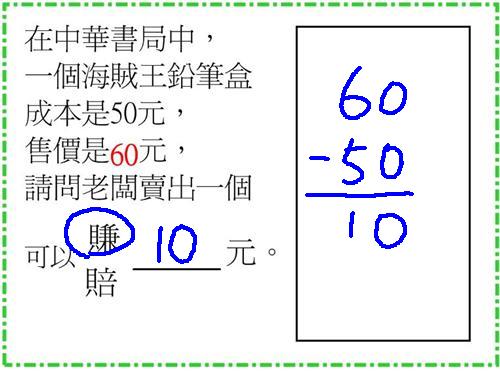 在中華書局中，
一個海賊王鉛筆盒
成本是50元，
售價是60元，
請問老闆賣出一個
可以 賺 10 元。
賠
60
-50
10